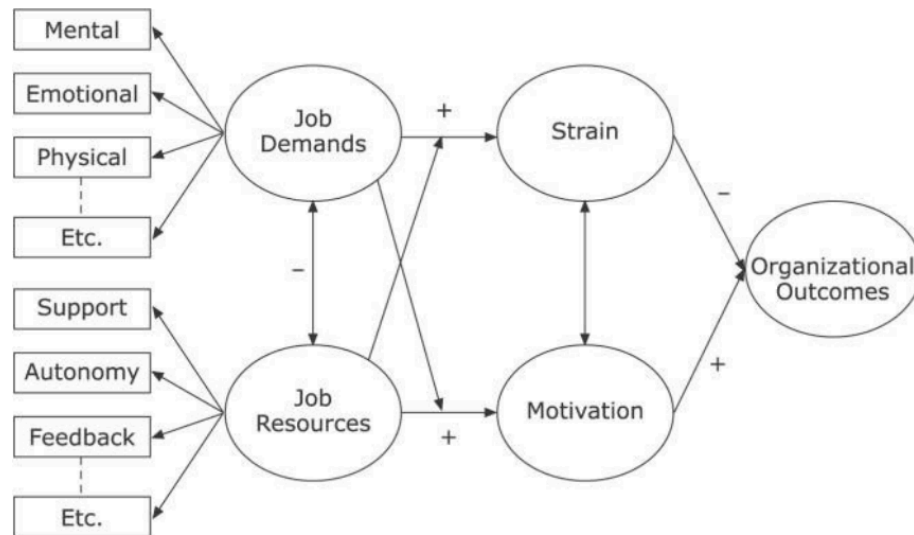 Mental
Emotional
Physical
Etc.
Support
Autonomy
Feedback
Etc.
Job
Demands
–
Job
Resources
+
+
Strain
Motivation
–
+
Organizational
Outcomes